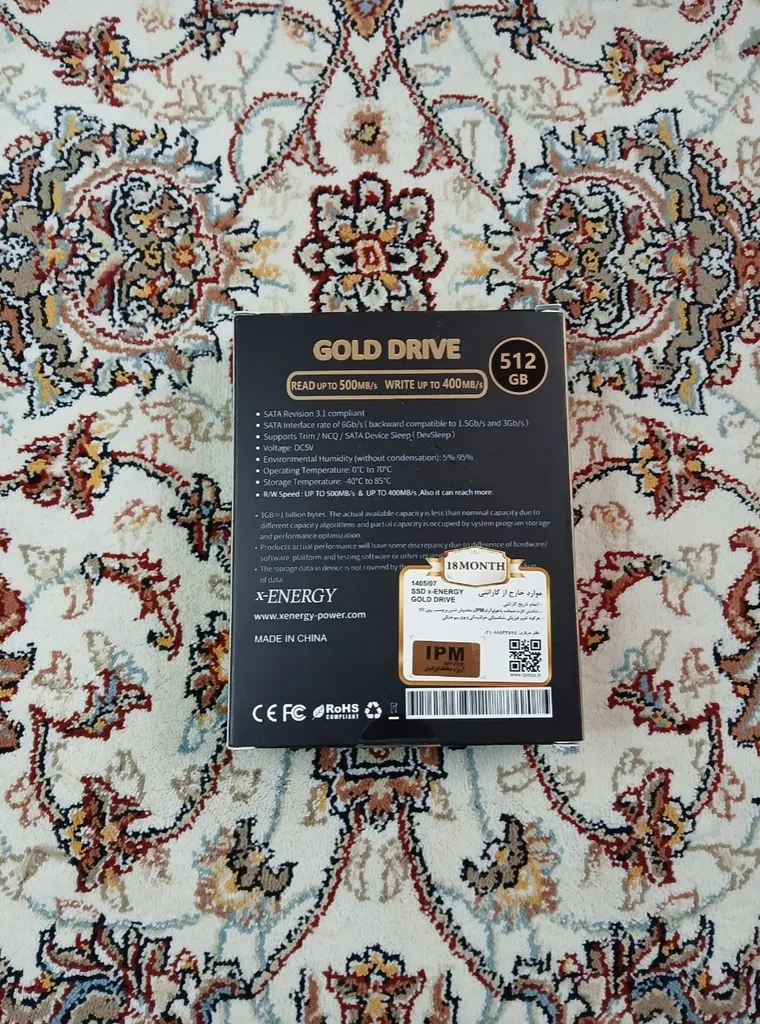 GOLD DRIVE
512
GB
READ UP TO 500MB/s WRITE UP TO 400MB/s
▪ SATA Revision 3.1 compliant
▪ SATA Interface rate of 6Gb/s ( backward compatible to 1.5Gb/s and 3Gb/s )
▪ Supports Trim / NCQ / SATA Device Sleep ( DevSleep )
▪ Voltage: DC5V
▪ Environmental Humidity (without condensation): 5%-95%
▪ Operating Temperature: 0°C to 70°C
▪ Storage Temperature: -40°C to 85°C
▪ R/W Speed : UP TO 500MB/s & UP TO 400MB/s ,Also it can reach more.
• 1GB=1 billion bytes. The actual available capacity is less than nominal capacity due to
different capacity algorithms and partial capacity is occupied by system program storage
and performance optimization.
• Products actual performance will have some discrepancy due to difference of hardware/
software platform and testing software or other related
• The storage data in device is not covered by
of data.
x-ENERGY
www.xenergy-power.com
MADE IN CHINA
CE FC RoHS
COMPLIANT
18 MONTH
1405/07
SSD x-ENERGY
GOLD DRIVE
موارد خارج از گارانتی
- اتمام تاریخ گارانتی
IPM